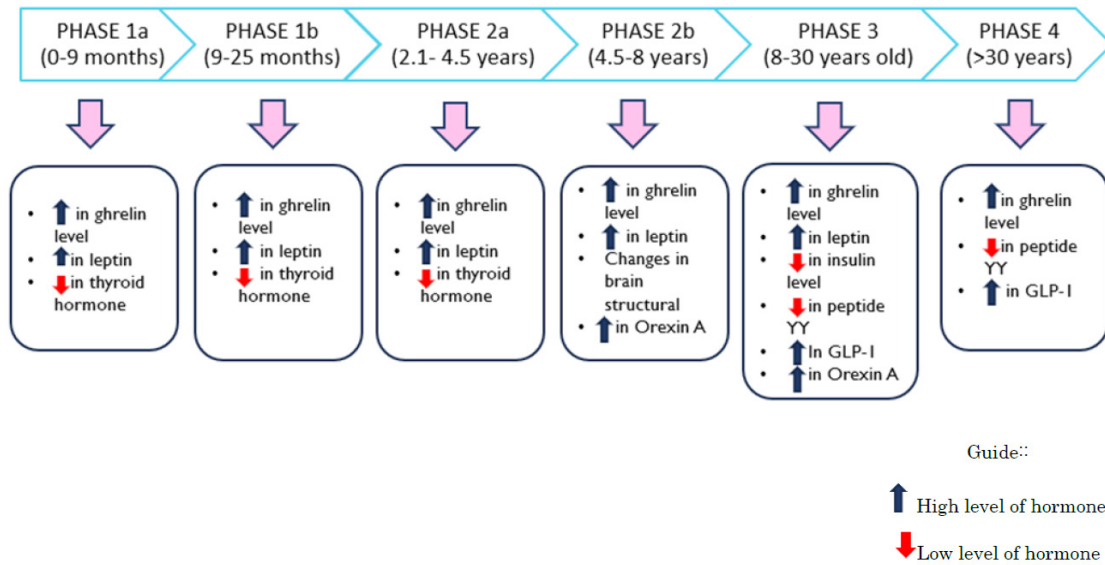 PHASE 1a
(0-9 months)
PHASE 1b
(9-25 months)
PHASE 2a
(2.1- 4.5 years)
PHASE 2b
(4.5-8 years)
PHASE 3
(8-30 years old)
PHASE 4
(>30 years)
• in ghrelin
level
• in leptin
• in thyroid
hormone
• in ghrelin
level
• in leptin
• in thyroid
hormone
• in ghrelin
level
• in leptin
• in thyroid
hormone
• in ghrelin
level
• in leptin
• Changes in
brain
structural
• in Orexin A
• in ghrelin
level
• in leptin
• in insulin
level
• in peptide
YY
• In GLP-1
• in Orexin A
• in ghrelin
level
• in peptide
YY
• in GLP-1
Guide::
High level of hormone
Low level of hormone